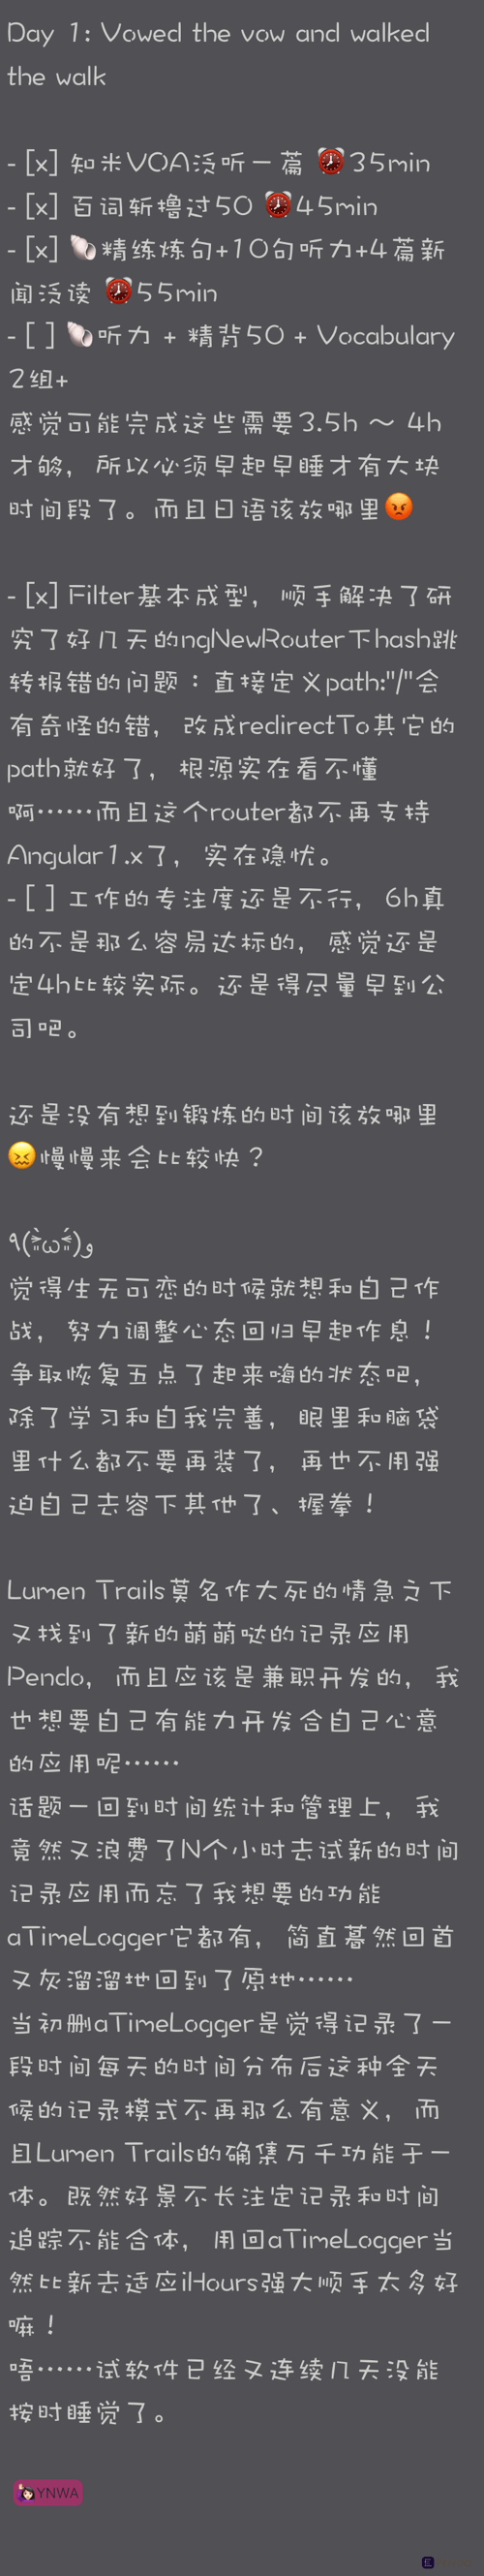 Day 1: Vowed the vow and walked
the walk
- [x] 知米VOA泛听一篇 ⏰35min
- [x] 百词斩撸过50 ⏰45min
- [x] 🐚精练炼句+10句听力+4篇新
闻泛读 ⏰55min
- [ ] 🐚听力 + 精背50 + Vocabulary
2组+
感觉可能完成这些需要3.5h ～ 4h
才够，所以必须早起早睡才有大块
时间段了。而且日语该放哪里😡
- [x] Filter基本成型，顺手解决了研
究了好几天的ngNewRouter下hash跳
转报错的问题：直接定义path:"/"会
有奇怪的错，改成redirectTo其它的
path就好了，根源实在看不懂
啊……而且这个router都不再支持
Angular1.x了，实在隐忧。
- [ ] 工作的专注度还是不行，6h真
的不是那么容易达标的，感觉还是
定4h比较实际。还是得尽量早到公
司吧。
还是没有想到锻炼的时间该放哪里
😖慢慢来会比较快？
٩(๑̀ω๑́)و
觉得生无可恋的时候就想和自己作
战，努力调整心态回归早起作息！
争取恢复五点了起来嗨的状态吧，
除了学习和自我完善，眼里和脑袋
里什么都不要再装了，再也不用强
迫自己去容下其他了、握拳！
Lumen Trails莫名作大死的情急之下
又找到了新的萌萌哒的记录应用
Pendo，而且应该是兼职开发的，我
也想要自己有能力开发合自己心意
的应用呢……
话题一回到时间统计和管理上，我
竟然又浪费了N个小时去试新的时间
记录应用而忘了我想要的功能
aTimeLogger它都有，简直蓦然回首
又灰溜溜地回到了原地……
当初删aTimeLogger是觉得记录了一
段时间每天的时间分布后这种全天
候的记录模式不再那么有意义，而
且Lumen Trails的确集万千功能于一
体。既然好景不长注定记录和时间
追踪不能合体，用回aTimeLogger当
然比新去适应iHours强大顺手太多好
嘛！
唔……试软件已经又连续几天没能
按时睡觉了。
YNWA